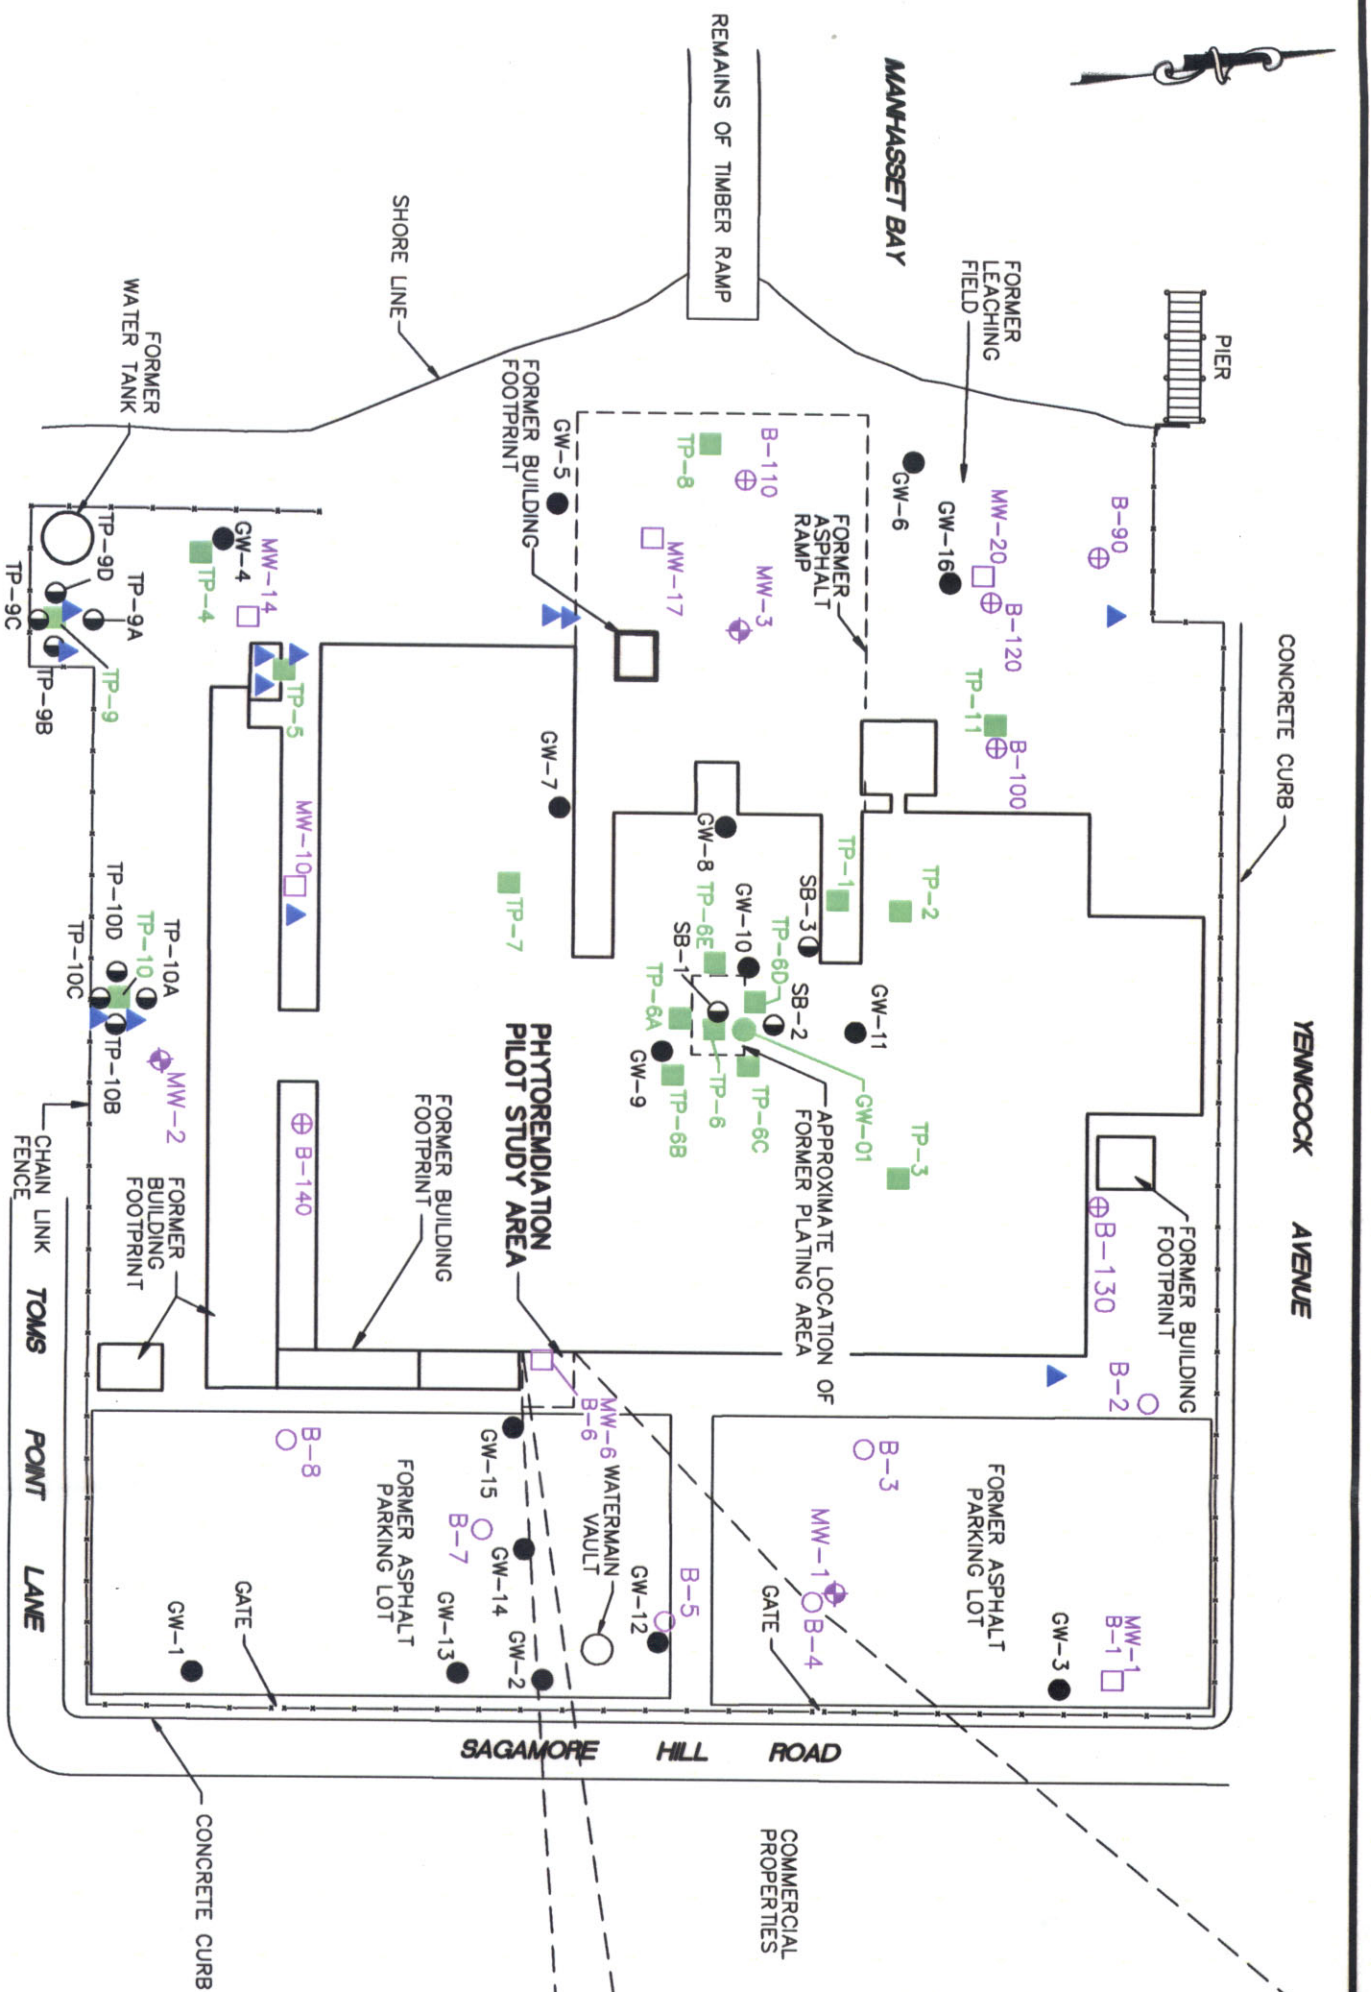 YENNICOCK AVENUE
CONCRETE CURB
PIER
MANHASSET BAY
FORMER
LEACHING
FIELD
REMAINS OF TIMBER RAMP
SHORE LINE
FORMER
WATER TANK
B-90
MW-20
B-120
GW-16
GW-6
TP-11
B-100
FORMER
ASPHALT
RAMP
B-110
TP-8
MW-17
MW-3
GW-5
FORMER BUILDING
FOOTPRINT
GW-7
GW-8
TP-1
TP-2
SB-3
GW-10
TP-6E
SB-1
TP-6D
SB-2
TP-6A
GW-11
GW-9
TP-6B
TP-6
TP-6C
GW-01
TP-3
APPROXIMATE LOCATION OF
FORMER PLATING AREA
FORMER BUILDING
FOOTPRINT
B-130
B-2
TP-7
PHYTOREMDIATION
PILOT STUDY AREA
FORMER BUILDING
FOOTPRINT
MW-14
GW-4
TP-4
TP-5
TP-9D
TP-9A
TP-9C
TP-9
TP-9B
MW-10
B-140
TP-10A
TP-10
TP-10D
TP-10C
TP-10B
MW-2
FORMER
BUILDING
FOOTPRINT
CHAIN LINK
FENCE
TOMS POINT LANE
B-3
FORMER ASPHALT
PARKING LOT
MW-1
B-4
GATE
MW-1
B-1
GW-3
MW-6
B-6
WATERMAIN
VAULT
B-5
GW-12
GW-15
B-7
GW-14
GW-2
GW-13
B-8
FORMER ASPHALT
PARKING LOT
GATE
GW-1
SAGAMORE HILL ROAD
COMMERCIAL
PROPERTIES
CONCRETE CURB